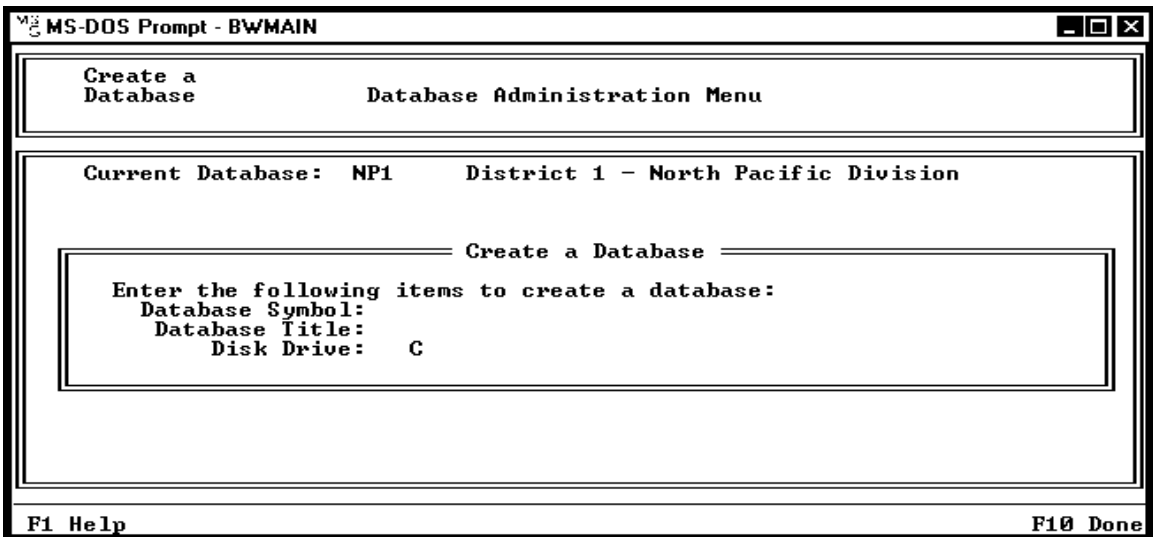 MS-DOS Prompt - BWMAIN
Create a
Database Database Administration Menu
Current Database: NP1 District 1 - North Pacific Division
Create a Database
Enter the following items to create a database:
Database Symbol:
Database Title:
Disk Drive: C
F1 Help F10 Done